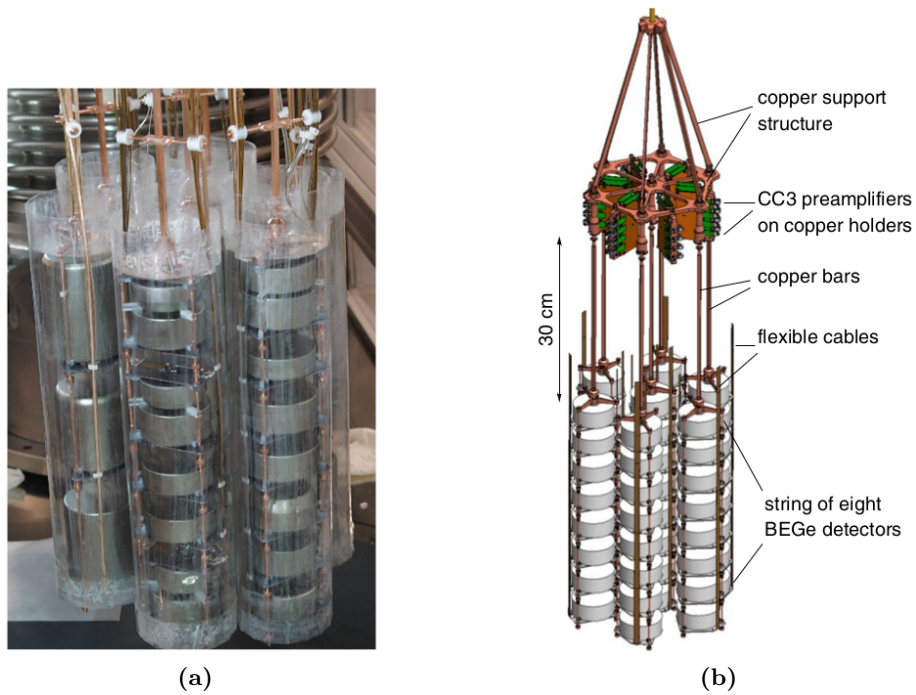 copper support
structure
CC3 preamplifiers
on copper holders
copper bars
30 cm
flexible cables
string of eight
BEGe detectors
(a)
(b)